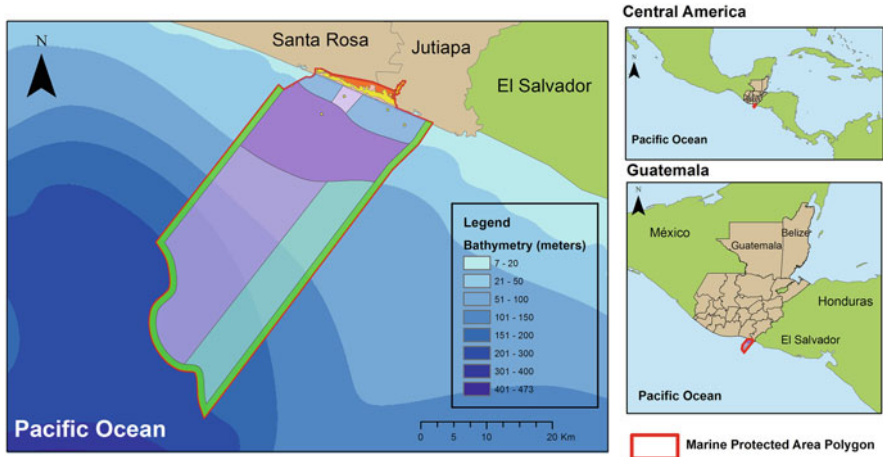 N
Santa Rosa
Jutiapa
El Salvador
Legend
Bathymetry (meters)
7 - 20
21 - 50
51 - 100
101 - 150
151 - 200
201 - 300
301 - 400
401 - 473
Pacific Ocean
0 5 10 20 Km
Central America
N
Pacific Ocean
Guatemala
N
México
Guatemala
Belize
Honduras
El Salvador
Pacific Ocean
Marine Protected Area Polygon